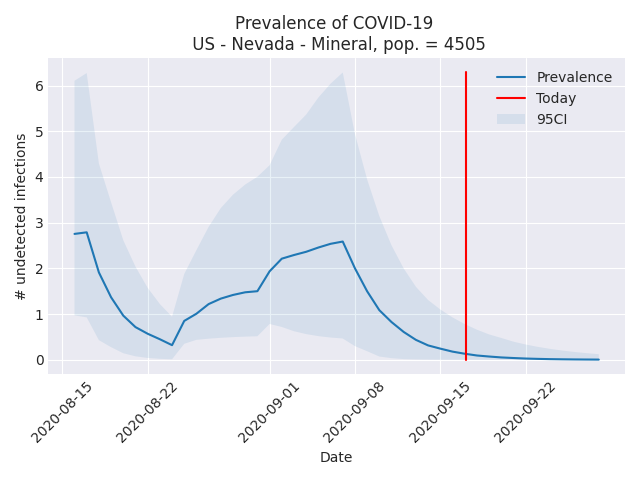 Prevalence of COVID-19
US - Nevada - Mineral, pop. = 4505
Prevalence
Today
95CI
# undetected infections
6
5
4
3
2
1
0
2020-08-15
2020-08-22
2020-09-01
2020-09-08
2020-09-15
2020-09-22
Date